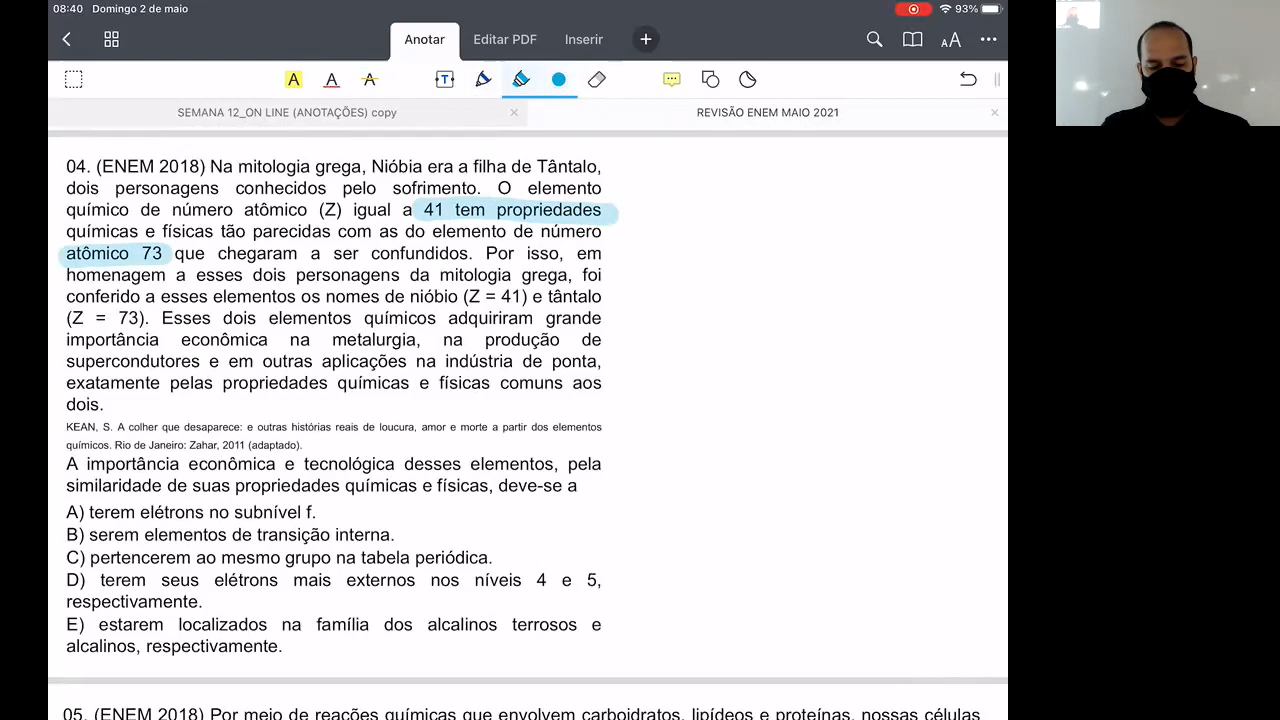 08:40 Domingo 2 de maio
93%
Anotar
Editar PDF
Inserir
AA
A A A T
SEMANA 12_ON LINE (ANOTAÇÕES) copy
REVISÃO ENEM MAIO 2021
04. (ENEM 2018) Na mitologia grega, Nióbia era a filha de Tântalo,
dois personagens conhecidos pelo sofrimento. O elemento
químico de número atômico (Z) igual a 41 tem propriedades
químicas e físicas tão parecidas com as do elemento de número
atômico 73 que chegaram a ser confundidos. Por isso, em
homenagem a esses dois personagens da mitologia grega, foi
conferido a esses elementos os nomes de nióbio (Z = 41) e tântalo
(Z = 73). Esses dois elementos químicos adquiriram grande
importância econômica na metalurgia, na produção de
supercondutores e em outras aplicações na indústria de ponta,
exatamente pelas propriedades químicas e físicas comuns aos
dois.
KEAN, S. A colher que desaparece: e outras histórias reais de loucura, amor e morte a partir dos elementos
químicos. Rio de Janeiro: Zahar, 2011 (adaptado).
A importância econômica e tecnológica desses elementos, pela
similaridade de suas propriedades químicas e físicas, deve-se a
A) terem elétrons no subnível f.
B) serem elementos de transição interna.
C) pertencerem ao mesmo grupo na tabela periódica.
D) terem seus elétrons mais externos nos níveis 4 e 5,
respectivamente.
E) estarem localizados na família dos alcalinos terrosos e
alcalinos, respectivamente.
05. (ENEM 2018) Por meio de reações químicas que envolvem carboidratos, lipídeos e proteínas, nossas células